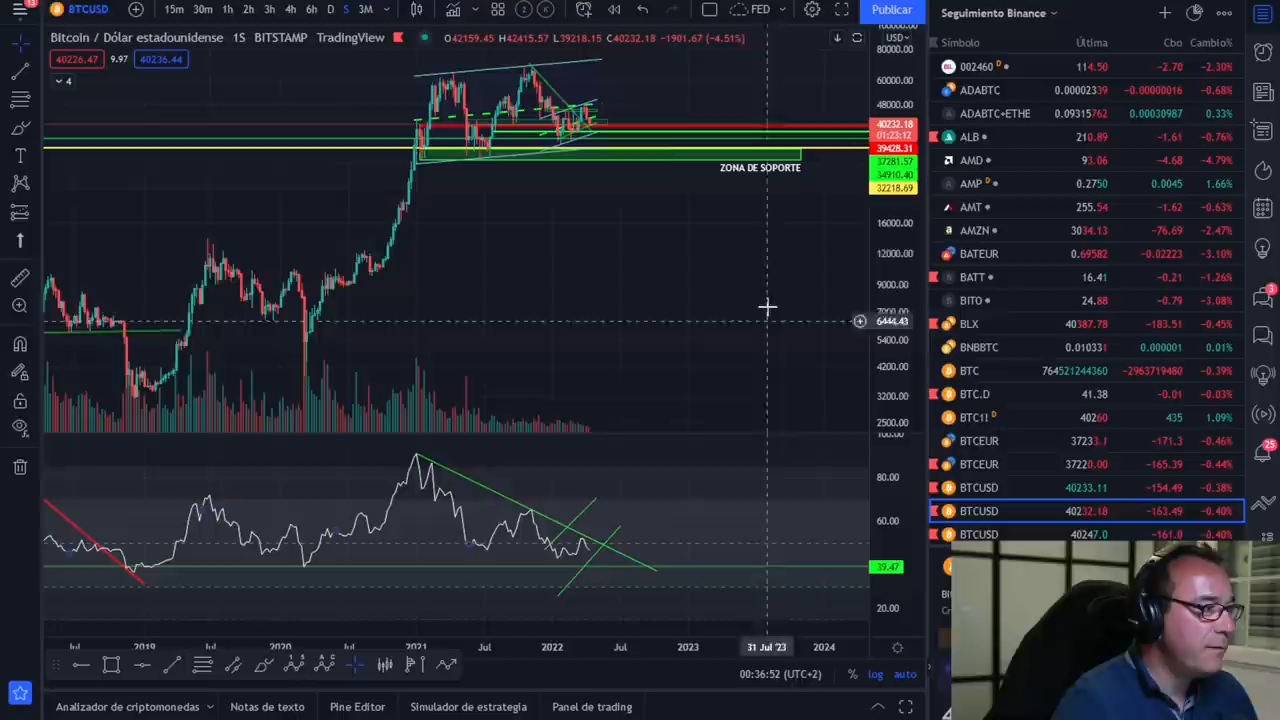 BTCUSD 15m 30m 1h 2h 3h 4h 6h D S 3M FED Publicar
Seguimiento Binance
Bitcoin / Dólar estadounidense 1S BITSTAMP TradingView O42159.45 H42415.57 L39218.15 C40232.18 −1901.67 (−4.51%) USD
Símbolo Última Cbo Cambio%
40226.47 9.97 40236.44
4
100000.00
80000.00
60000.00
48000.00
40232.18
01:23:12
39428.31
37281.57
34910.40
32218.69
ZONA DE SOPORTE
16000.00
12000.00
9000.00
6444.43
5400.00
4200.00
3200.00
2500.00
100.00
80.00
60.00
39.47
20.00
002460 D 114.50 −2.70 −2.30%
ADABTC 0.00002339 −0.00000016 −0.68%
ADABTC+ETHE 0.09315762 0.00030987 0.33%
ALB 210.89 −1.61 −0.76%
AMD 93.06 −4.68 −4.79%
AMP D 0.2750 0.0045 1.66%
AMT 255.54 −1.62 −0.63%
AMZN 3034.13 −76.69 −2.47%
BATEUR 0.69582 −0.02223 −3.10%
BATT 16.41 −0.21 −1.26%
BITO 24.88 −0.79 −3.08%
BLX 40387.78 −183.51 −0.45%
BNBBTC 0.010331 0.000001 0.01%
BTC 764521244360 −2963719480 −0.39%
BTC.D 41.38 −0.01 −0.03%
BTC1! D 40260 435 1.09%
BTCEUR 37233.1 −171.3 −0.46%
BTCEUR 37220.00 −165.39 −0.44%
BTCUSD 40233.11 −154.49 −0.38%
BTCUSD 40232.18 −163.49 −0.40%
BTCUSD 40247.0 −161.0 −0.40%
3
25
Jul 2019 Jul 2020 Jul 2021 Jul 2022 Jul 2023 31 Jul '23 2024
00:36:52 (UTC+2) % log auto
Analizador de criptomonedas Notas de texto Pine Editor Simulador de estrategia Panel de trading